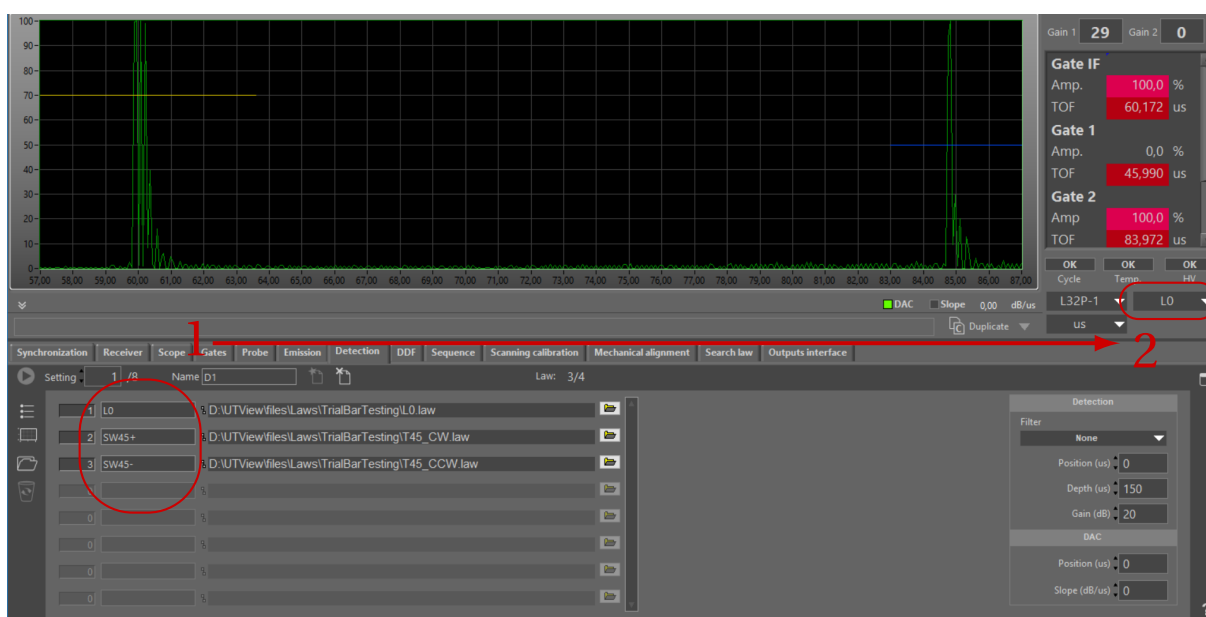 100
90
80
70
60
50
40
30
20
10
0
57,00 58,00 59,00 60,00 61,00 62,00 63,00 64,00 65,00 66,00 67,00 68,00 69,00 70,00 71,00 72,00 73,00 74,00 75,00 76,00 77,00 78,00 79,00 80,00 81,00 82,00 83,00 84,00 85,00 86,00 87,00
Gain 1 29 Gain 2 0
Gate IF
Amp. 100,0 %
TOF 60,172 us
Gate 1
Amp. 0,0 %
TOF 45,990 us
Gate 2
Amp 100,0 %
TOF 83,972 us
OK OK OK
Cycle Temp. HV
DAC Slope 0,00 dB/us
L32P-1 L0
Duplicate
us
1 2
Synchronization Receiver Scope Gates Probe Emission Detection DDF Sequence Scanning calibration Mechanical alignment Search law Outputs interface
Setting 1 /8 Name D1 Law: 3/4
1 L0 % D:\UTView\files\Laws\TrialBarTesting\L0.law
2 SW45+ % D:\UTView\files\Laws\TrialBarTesting\T45_CW.law
3 SW45- % D:\UTView\files\Laws\TrialBarTesting\T45_CCW.law
0 %
0 %
0 %
0 %
0 %
Detection
Filter
None
Position (us) 0
Depth (us) 150
Gain (dB) 20
DAC
Position (us) 0
Slope (dB/us) 0
?